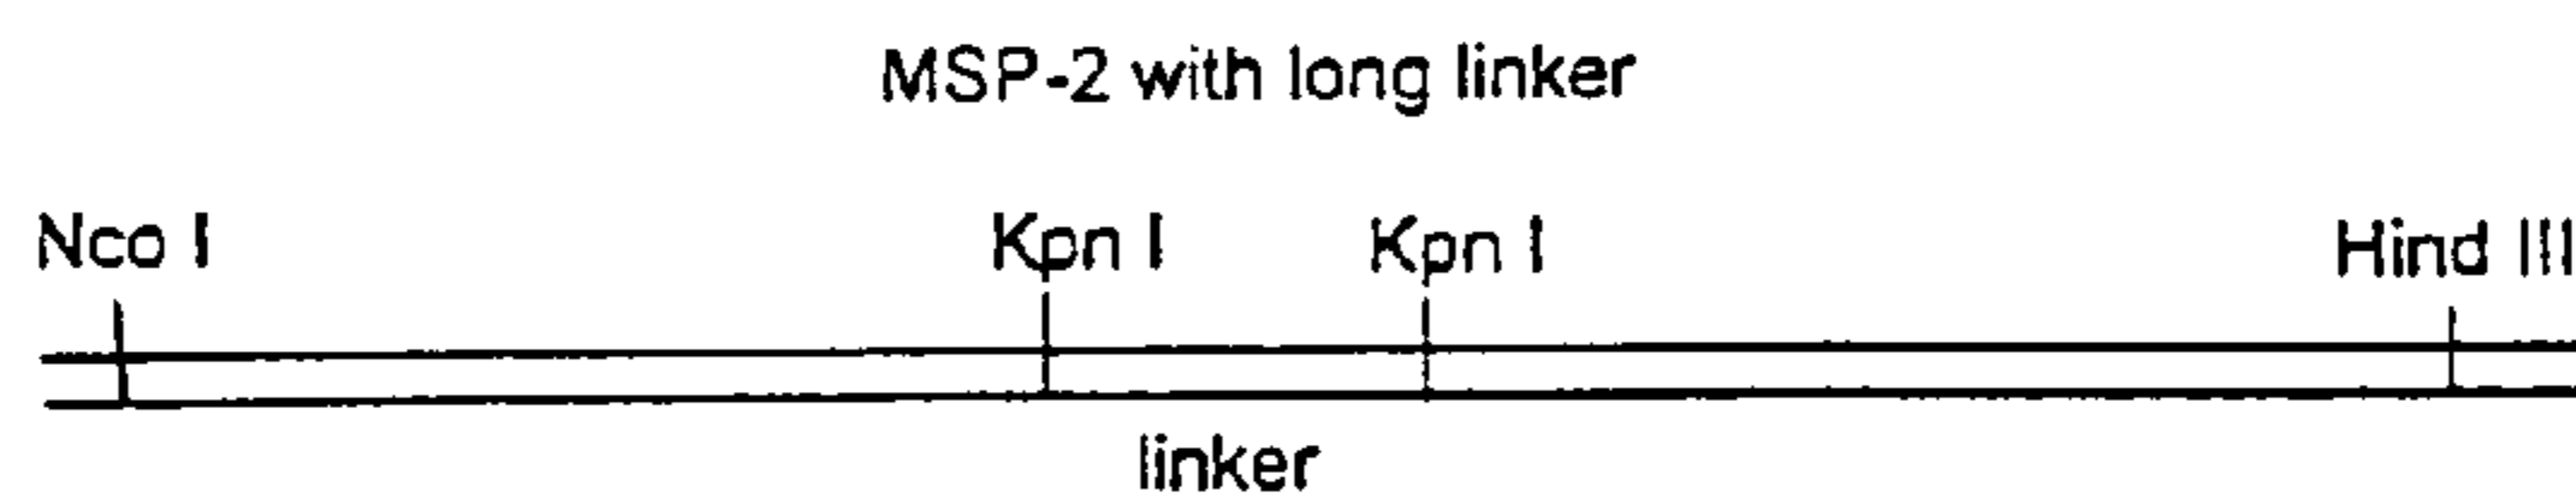 MSP-2 with long linker
Nco I Kpn I Kpn I Hind III
linker